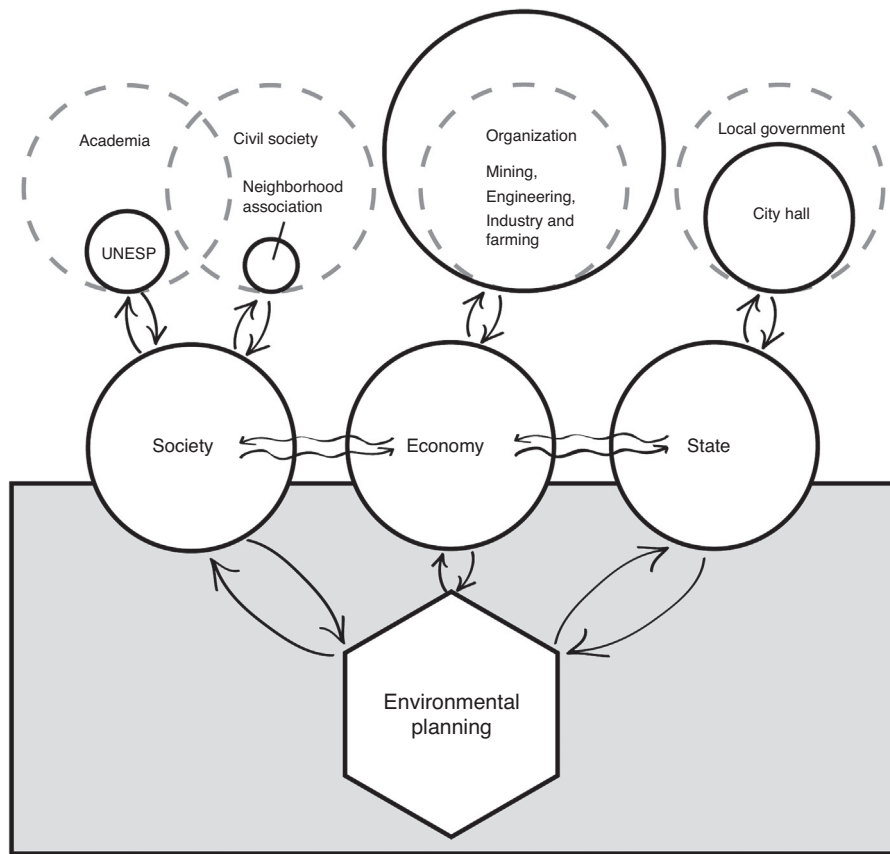 Academia
Civil society
Neighborhood
association
UNESP
Organization
Mining,
Engineering,
Industry and
farming
Local government
City hall
Society
Economy
State
Environmental
planning